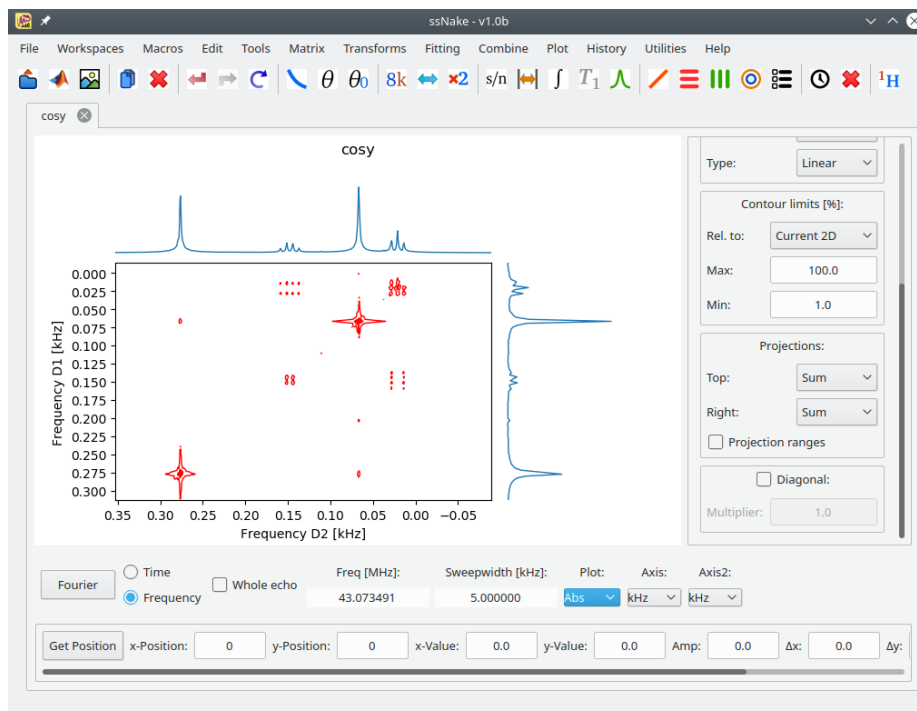 ssNake - v1.0b
File Workspaces Macros Edit Tools Matrix Transforms Fitting Combine Plot History Utilities Help
θ θ0 8k ×2 s/n ∫ T1 1H
cosy
cosy
Type: Linear
Contour limits [%]:
Rel. to: Current 2D
Max: 100.0
Min: 1.0
Projections:
Top: Sum
Right: Sum
Projection ranges
Diagonal:
Multiplier: 1.0
Frequency D1 [kHz]
0.000
0.025
0.050
0.075
0.100
0.125
0.150
0.175
0.200
0.225
0.250
0.275
0.300
0.35 0.30 0.25 0.20 0.15 0.10 0.05 0.00 −0.05
Frequency D2 [kHz]
Fourier
Time
Frequency
Whole echo
Freq [MHz]: Sweepwidth [kHz]: Plot: Axis: Axis2:
43.073491 5.000000 Abs kHz kHz
Get Position x-Position: 0 y-Position: 0 x-Value: 0.0 y-Value: 0.0 Amp: 0.0 Δx: 0.0 Δy: